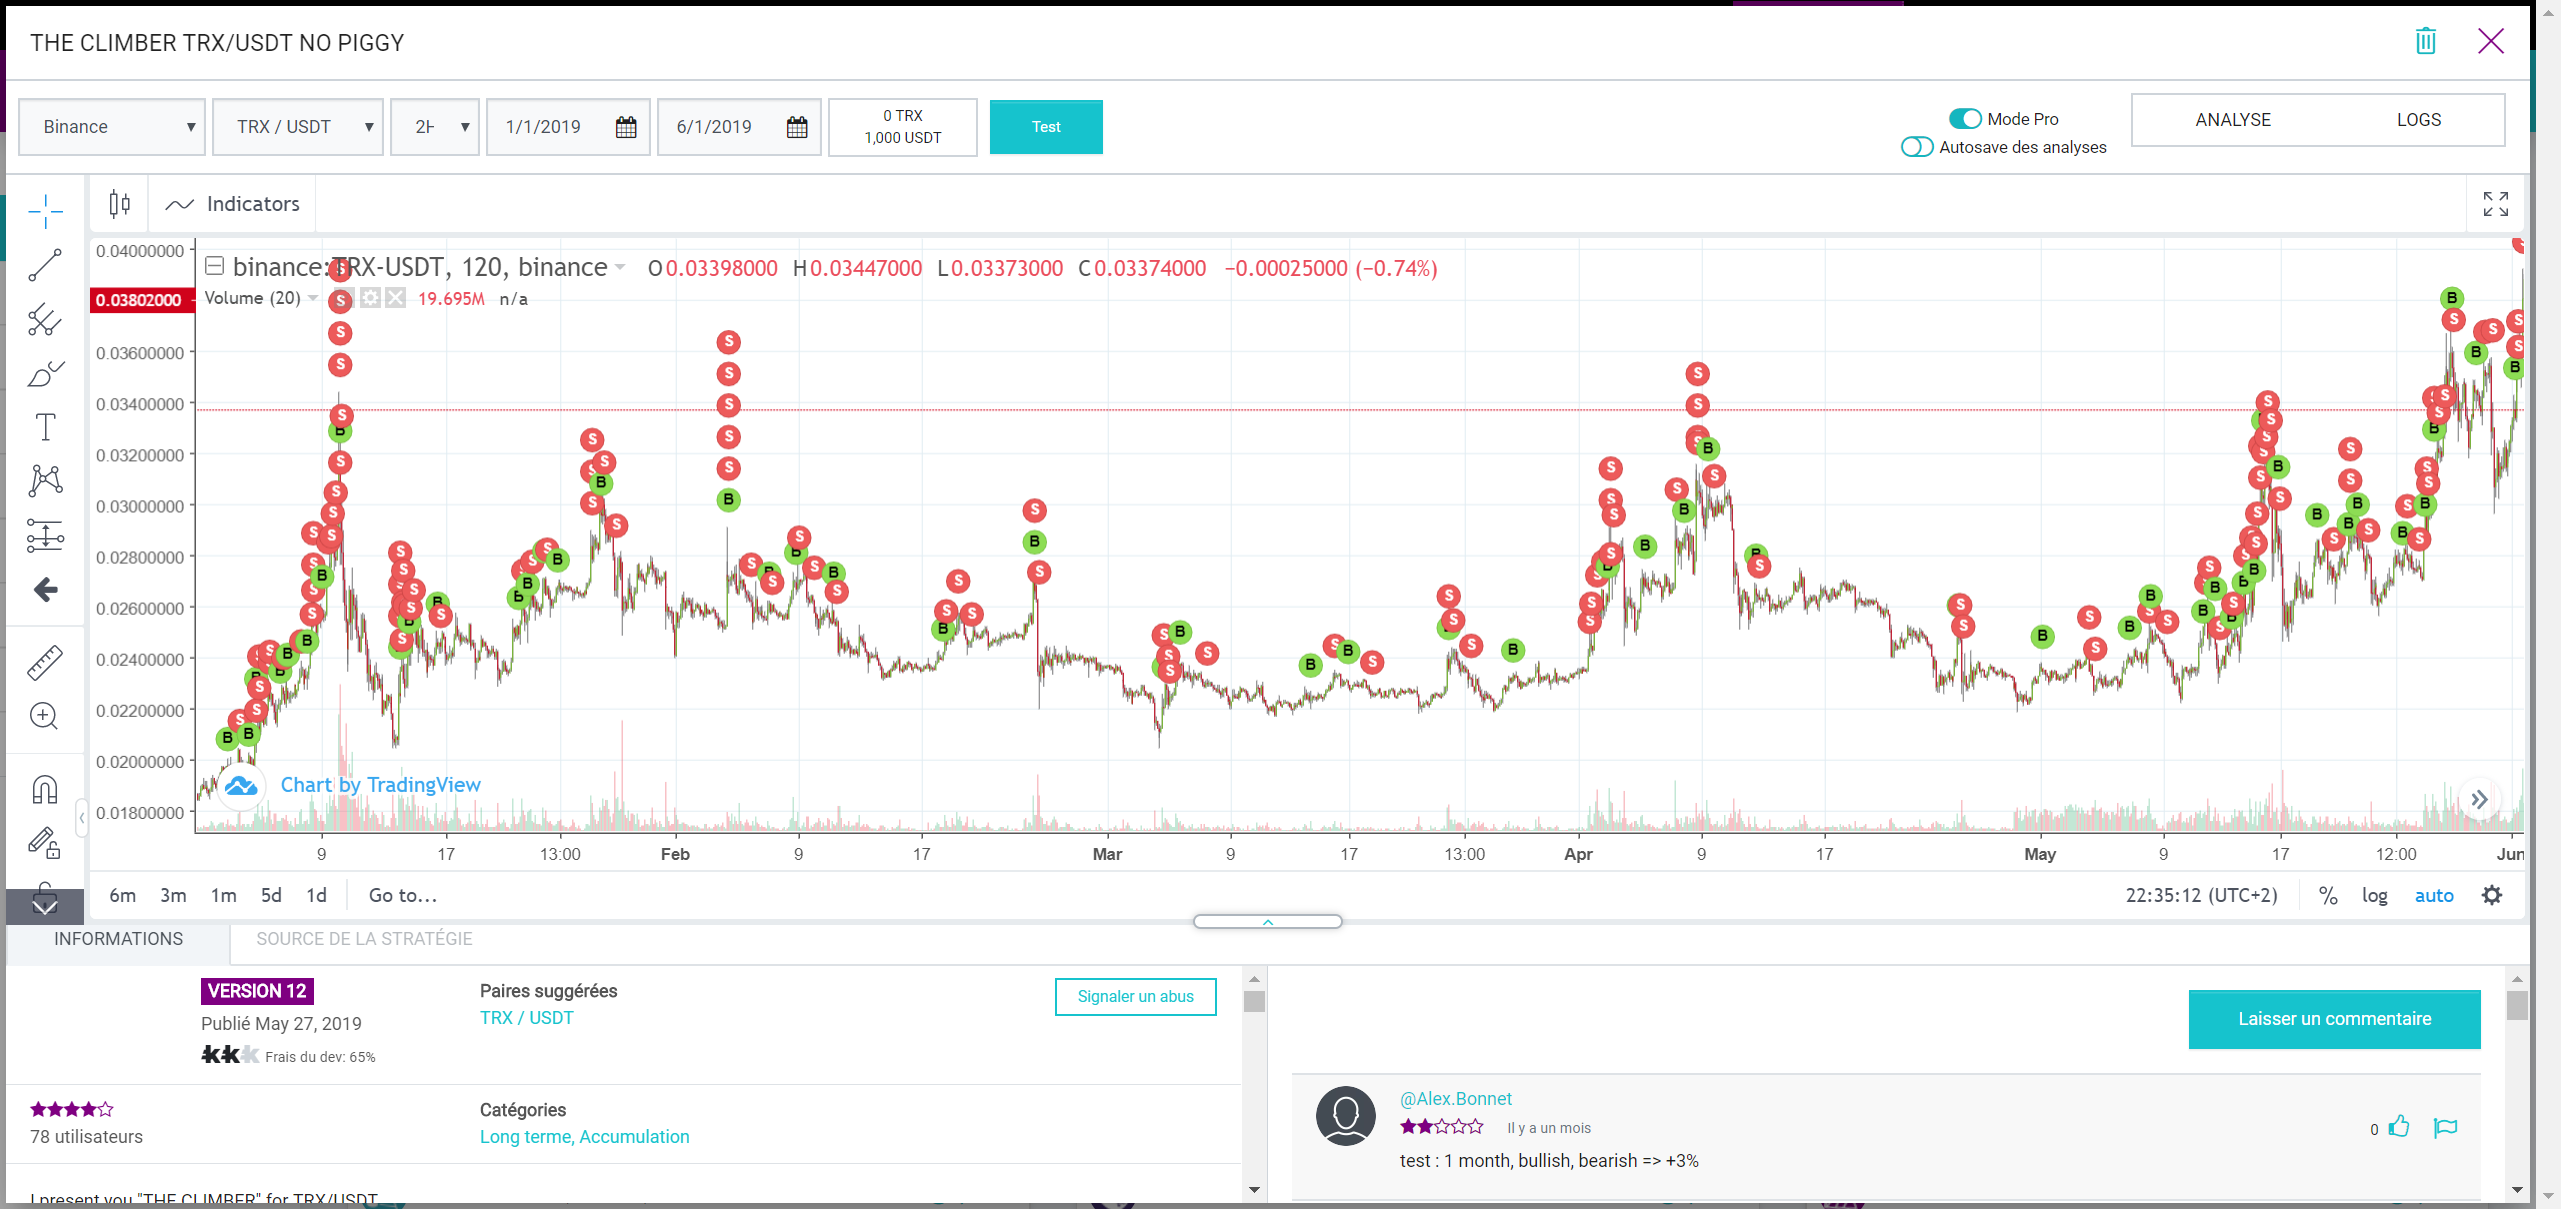 THE CLIMBER TRX/USDT NO PIGGY
Binance ▼ TRX / USDT ▼ 2H ▼ 1/1/2019 6/1/2019
0 TRX
1,000 USDT
Test
Mode Pro
Autosave des analyses
ANALYSE LOGS
Indicators
binance:TRX-USDT, 120, binance O0.03398000 H0.03447000 L0.03373000 C0.03374000 −0.00025000 (−0.74%)
Volume (20) 19.695M n/a
0.04000000
0.03802000
0.03600000
0.03400000
0.03200000
0.03000000
0.02800000
0.02600000
0.02400000
0.02200000
0.02000000
0.01800000
Chart by TradingView
9 17 13:00 Feb 9 17 Mar 9 17 13:00 Apr 9 17 May 9 17 12:00 Jun
6m 3m 1m 5d 1d Go to... 22:35:12 (UTC+2) % log auto
INFORMATIONS SOURCE DE LA STRATÉGIE
VERSION 12
Publié May 27, 2019
Frais du dev: 65%
Paires suggérées
TRX / USDT
Signaler un abus
78 utilisateurs
Catégories
Long terme, Accumulation
I present you "THE CLIMBER" for TRX/USDT
Laisser un commentaire
@Alex.Bonnet
Il y a un mois
0
test : 1 month, bullish, bearish => +3%